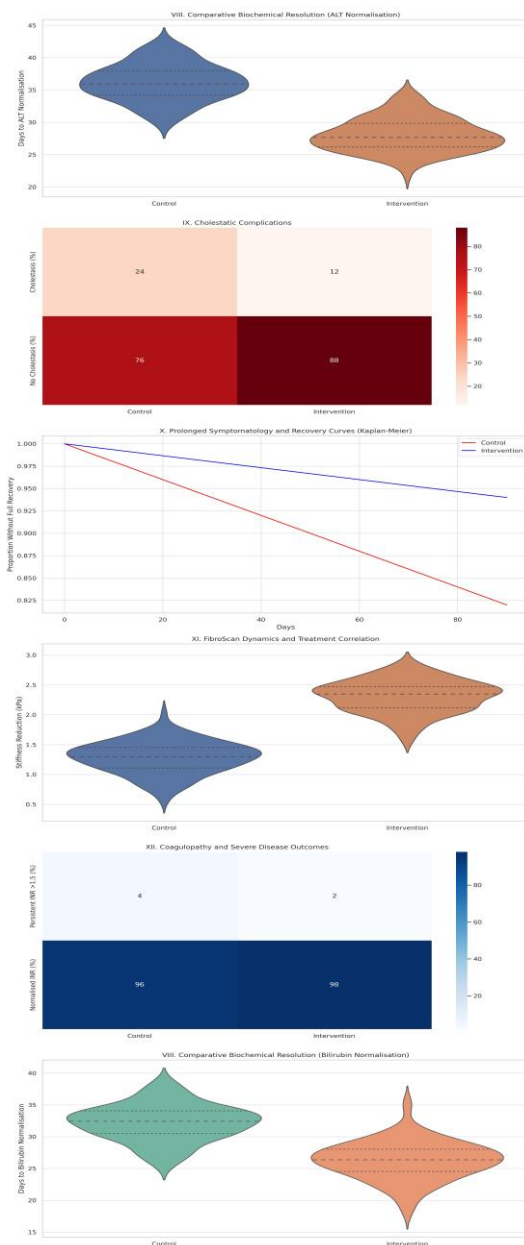 VIII. Comparative Biochemical Resolution (ALT Normalisation)
Days to ALT Normalisation
45
40
35
30
25
20
Control
Intervention
IX. Cholestatic Complications
Cholestasis (%)
No Cholestasis (%)
24
12
76
88
80
70
60
50
40
30
20
Control
Intervention
X. Prolonged Symptomatology and Recovery Curves (Kaplan-Meier)
Proportion Without Full Recovery
1.000
0.975
0.950
0.925
0.900
0.875
0.850
0.825
Control
Intervention
0
20
40
60
80
Days
XI. FibroScan Dynamics and Treatment Correlation
Stiffness Reduction (kPa)
3.0
2.5
2.0
1.5
1.0
0.5
Control
Intervention
XII. Coagulopathy and Severe Disease Outcomes
Persistent INR >1.5 (%)
Normalised INR (%)
4
2
96
98
80
60
40
20
Control
Intervention
VIII. Comparative Biochemical Resolution (Bilirubin Normalisation)
Days to Bilirubin Normalisation
40
35
30
25
20
15
Control
Intervention